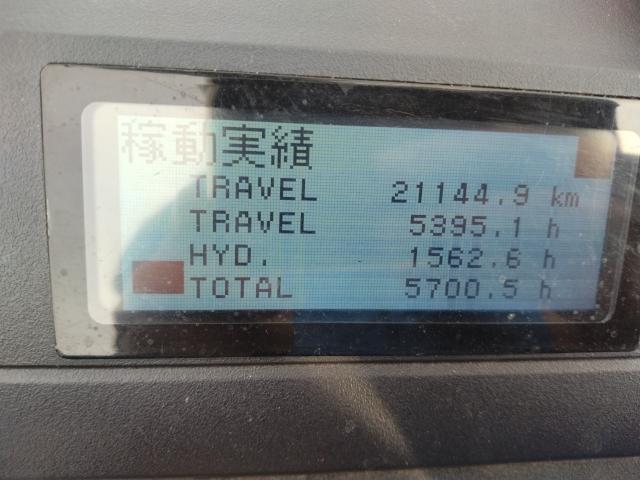 稼動実績
TRAVEL 21144.9 km
TRAVEL 5395.1 h
HYD. 1562.6 h
TOTAL 5700.5 h